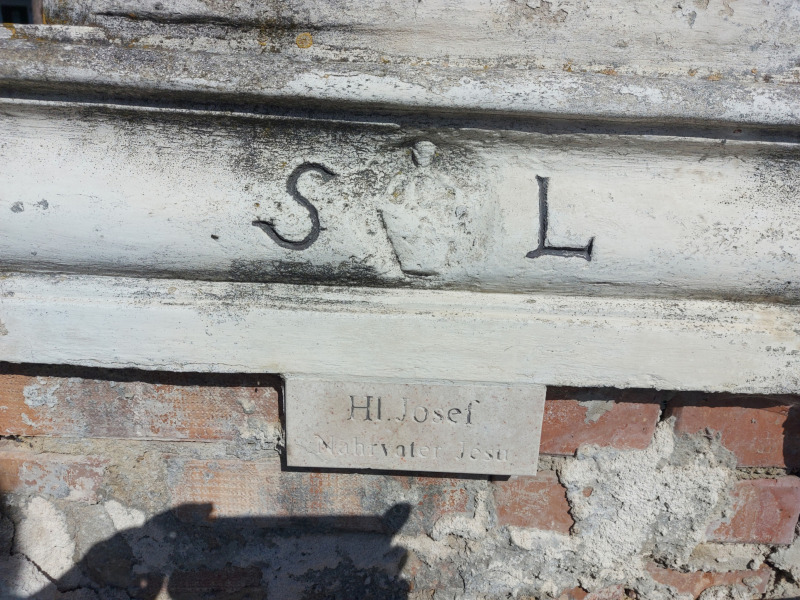 S L
Hl. Josef
Nährvater Jesu